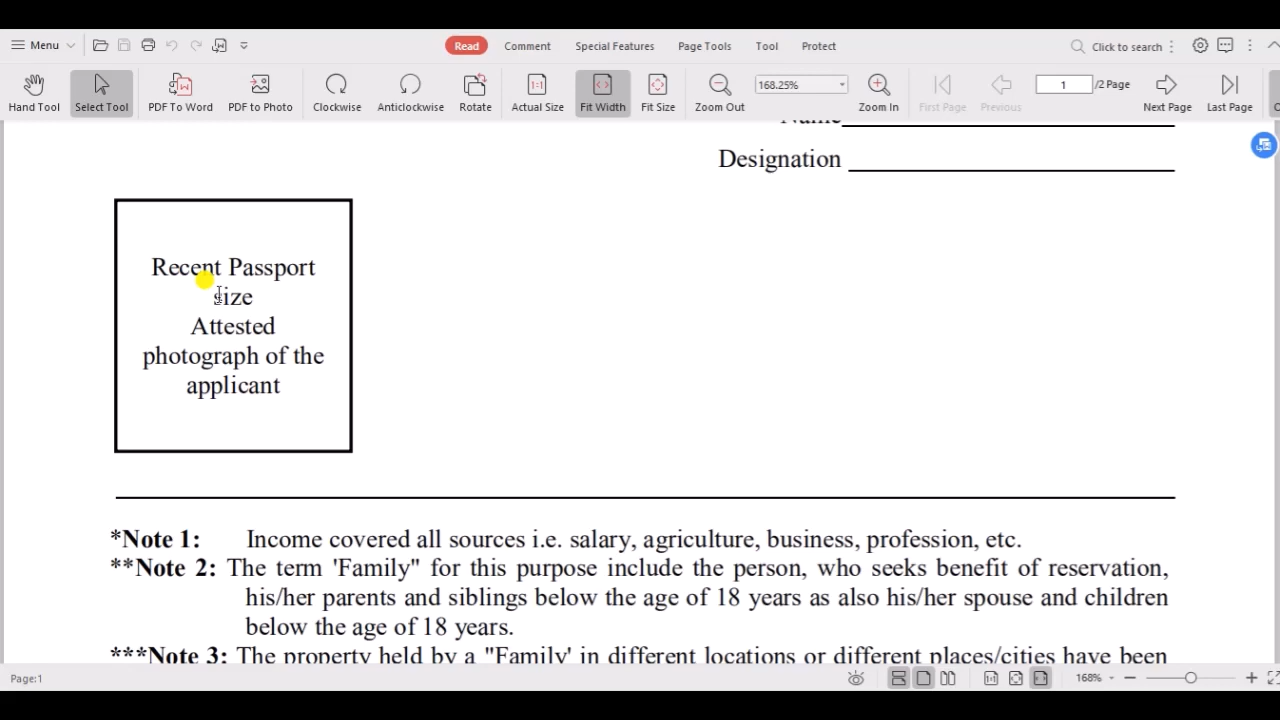 Menu
Read Comment Special Features Page Tools Tool Protect
Click to search
Hand Tool Select Tool PDF To Word PDF to Photo Clockwise Anticlockwise Rotate Actual Size Fit Width Fit Size Zoom Out 168.25% Zoom In First Page Previous 1 /2 Page Next Page Last Page
Name
Designation
Recent Passport
size
Attested
photograph of the
applicant
*Note 1: Income covered all sources i.e. salary, agriculture, business, profession, etc.
**Note 2: The term 'Family" for this purpose include the person, who seeks benefit of reservation,
his/her parents and siblings below the age of 18 years as also his/her spouse and children
below the age of 18 years.
***Note 3: The property held by a "Family' in different locations or different places/cities have been
Page:1
168%